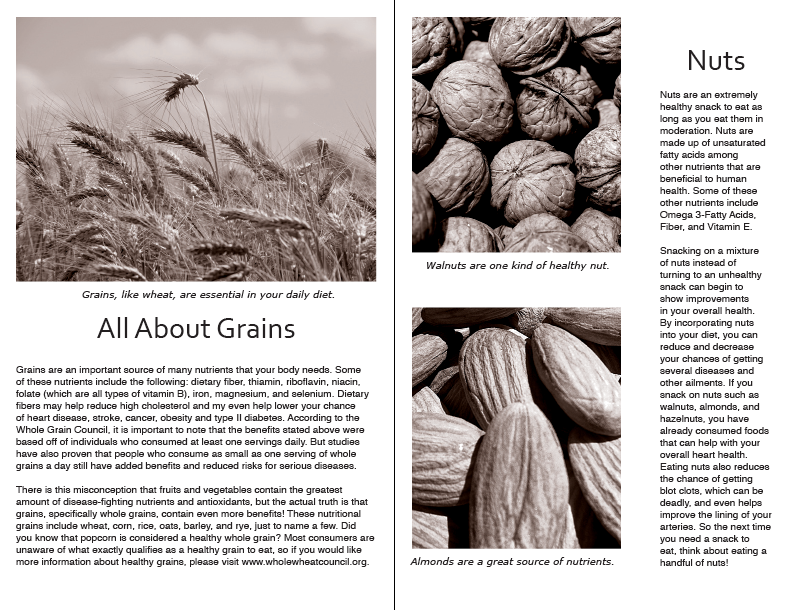 Grains, like wheat, are essential in your daily diet.
All About Grains
Grains are an important source of many nutrients that your body needs. Some
of these nutrients include the following: dietary fiber, thiamin, riboflavin, niacin,
folate (which are all types of vitamin B), iron, magnesium, and selenium. Dietary
fibers may help reduce high cholesterol and my even help lower your chance
of heart disease, stroke, cancer, obesity and type II diabetes. According to the
Whole Grain Council, it is important to note that the benefits stated above were
based off of individuals who consumed at least one servings daily. But studies
have also proven that people who consume as small as one serving of whole
grains a day still have added benefits and reduced risks for serious diseases.
There is this misconception that fruits and vegetables contain the greatest
amount of disease-fighting nutrients and antioxidants, but the actual truth is that
grains, specifically whole grains, contain even more benefits! These nutritional
grains include wheat, corn, rice, oats, barley, and rye, just to name a few. Did
you know that popcorn is considered a healthy whole grain? Most consumers are
unaware of what exactly qualifies as a healthy grain to eat, so if you would like
more information about healthy grains, please visit www.wholewheatcouncil.org.
Walnuts are one kind of healthy nut.
Almonds are a great source of nutrients.
Nuts
Nuts are an extremely
healthy snack to eat as
long as you eat them in
moderation. Nuts are
made up of unsaturated
fatty acids among
other nutrients that are
beneficial to human
health. Some of these
other nutrients include
Omega 3-Fatty Acids,
Fiber, and Vitamin E.
Snacking on a mixture
of nuts instead of
turning to an unhealthy
snack can begin to
show improvements
in your overall health.
By incorporating nuts
into your diet, you can
reduce and decrease
your chances of getting
several diseases and
other ailments. If you
snack on nuts such as
walnuts, almonds, and
hazelnuts, you have
already consumed foods
that can help with your
overall heart health.
Eating nuts also reduces
the chance of getting
blot clots, which can be
deadly, and even helps
improve the lining of your
arteries. So the next time
you need a snack to
eat, think about eating a
handful of nuts!